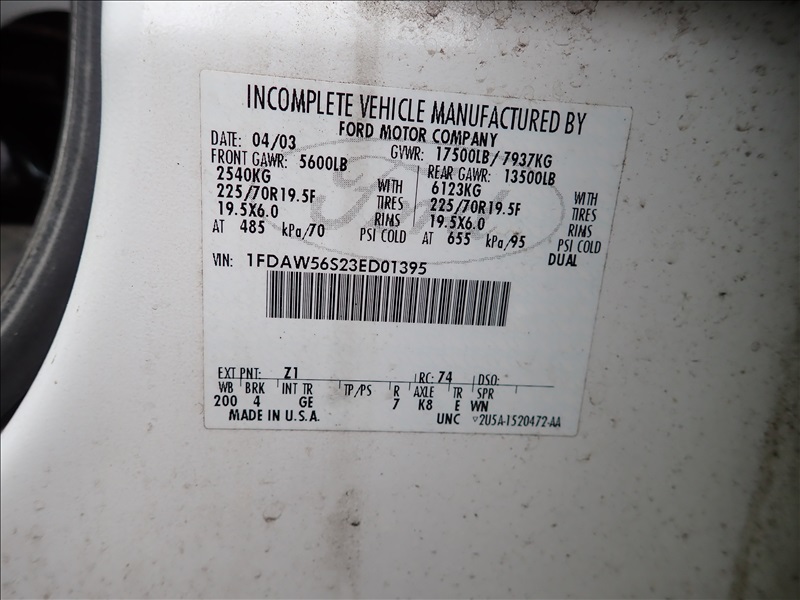 INCOMPLETE VEHICLE MANUFACTURED BY
FORD MOTOR COMPANY
DATE: 04/03 GVWR: 17500LB/ 7937KG
FRONT GAWR: 5600LB REAR GAWR: 13500LB
2540KG WITH 6123KG WITH
225/70R19.5F TIRES 225/70R19.5F TIRES
19.5X6.0 RIMS 19.5X6.0 RIMS
AT 485 kPa/70 PSI COLD AT 655 kPa/95 PSI COLD
DUAL
VIN: 1FDAW56S23ED01395
EXT PNT: Z1 RC: 74 DSO:
WB BRK INT TR TP/PS R AXLE TR SPR
200 4 GE 7 K8 E WN
MADE IN U.S.A. UNC ▽2U5A-1520472-AA